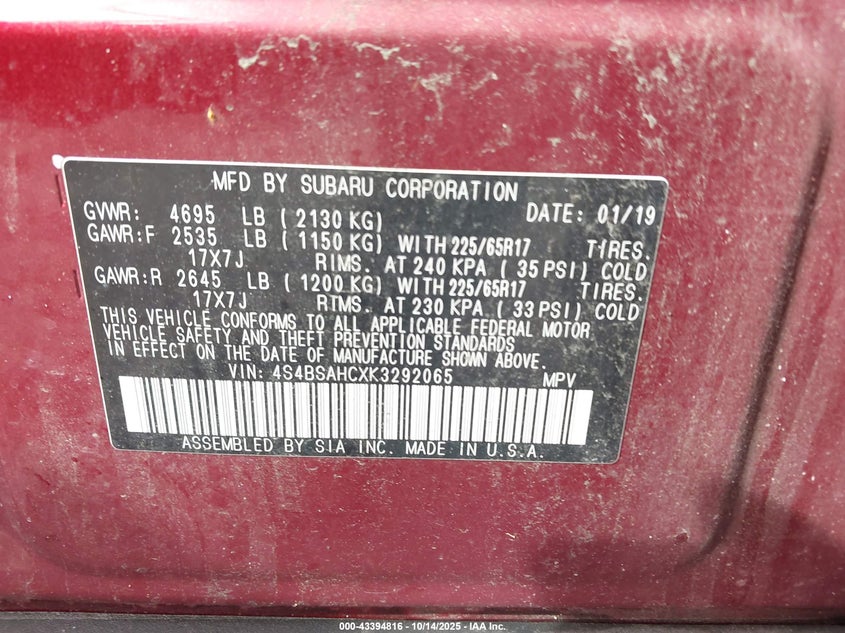 MFD BY SUBARU CORPORATION
GVWR: 4695 LB ( 2130 KG) DATE: 01/19
GAWR:F 2535 LB ( 1150 KG) WITH 225/65R17 TIRES.
17X7J RIMS. AT 240 KPA ( 35 PSI) COLD
GAWR:R 2645 LB ( 1200 KG) WITH 225/65R17 TIRES.
17X7J RIMS. AT 230 KPA ( 33 PSI) COLD
THIS VEHICLE CONFORMS TO ALL APPLICABLE FEDERAL MOTOR
VEHICLE SAFETY AND THEFT PREVENTION STANDARDS
IN EFFECT ON THE DATE OF MANUFACTURE SHOWN ABOVE.
VIN: 4S4BSAHCXK3292065 MPV
ASSEMBLED BY SIA INC. MADE IN U.S.A.
000-43394816 - 10/14/2025 - © IAA Holdings, LLC